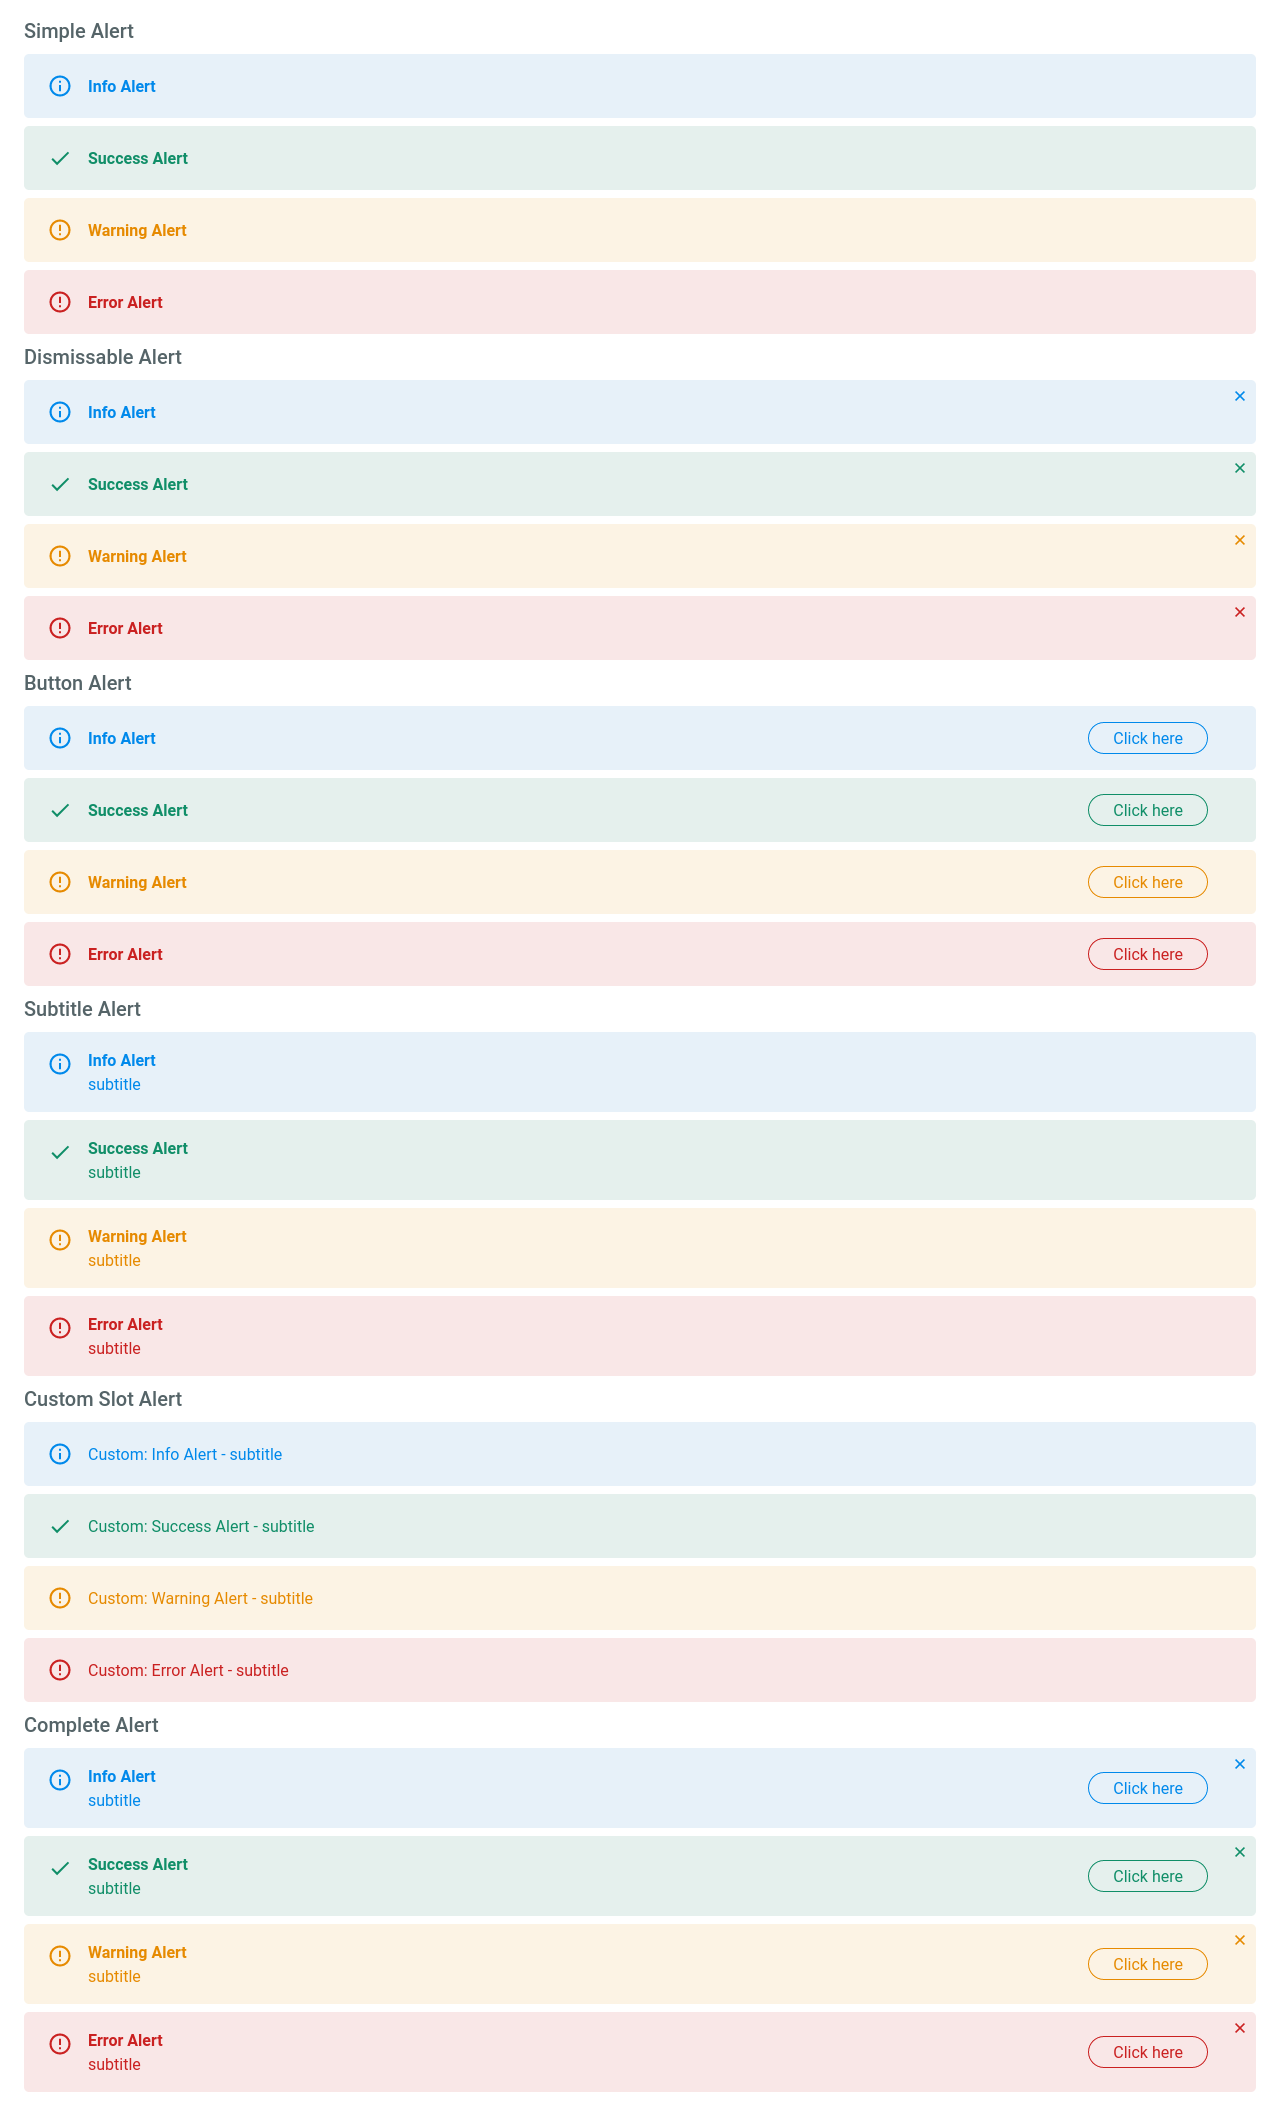 Simple Alert
Info Alert
Success Alert
Warning Alert
Error Alert
Dismissable Alert
Info Alert
Success Alert
Warning Alert
Error Alert
Button Alert
Info Alert
Click here
Success Alert
Click here
Warning Alert
Click here
Error Alert
Click here
Subtitle Alert
Info Alert
subtitle
Success Alert
subtitle
Warning Alert
subtitle
Error Alert
subtitle
Custom Slot Alert
Custom: Info Alert - subtitle
Custom: Success Alert - subtitle
Custom: Warning Alert - subtitle
Custom: Error Alert - subtitle
Complete Alert
Info Alert
subtitle
Click here
Success Alert
subtitle
Click here
Warning Alert
subtitle
Click here
Error Alert
subtitle
Click here